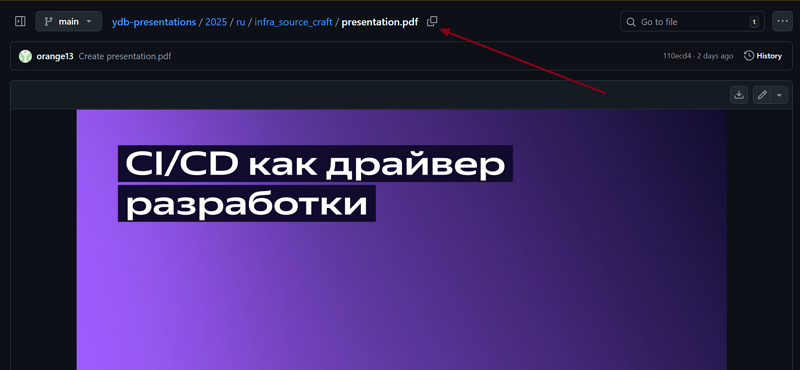 main
ydb-presentations / 2025 / ru / infra_source_craft / presentation.pdf
Go to file
t
orange13 Create presentation.pdf
110ecd4 · 2 days ago
History
CI/CD как драйвер
разработки